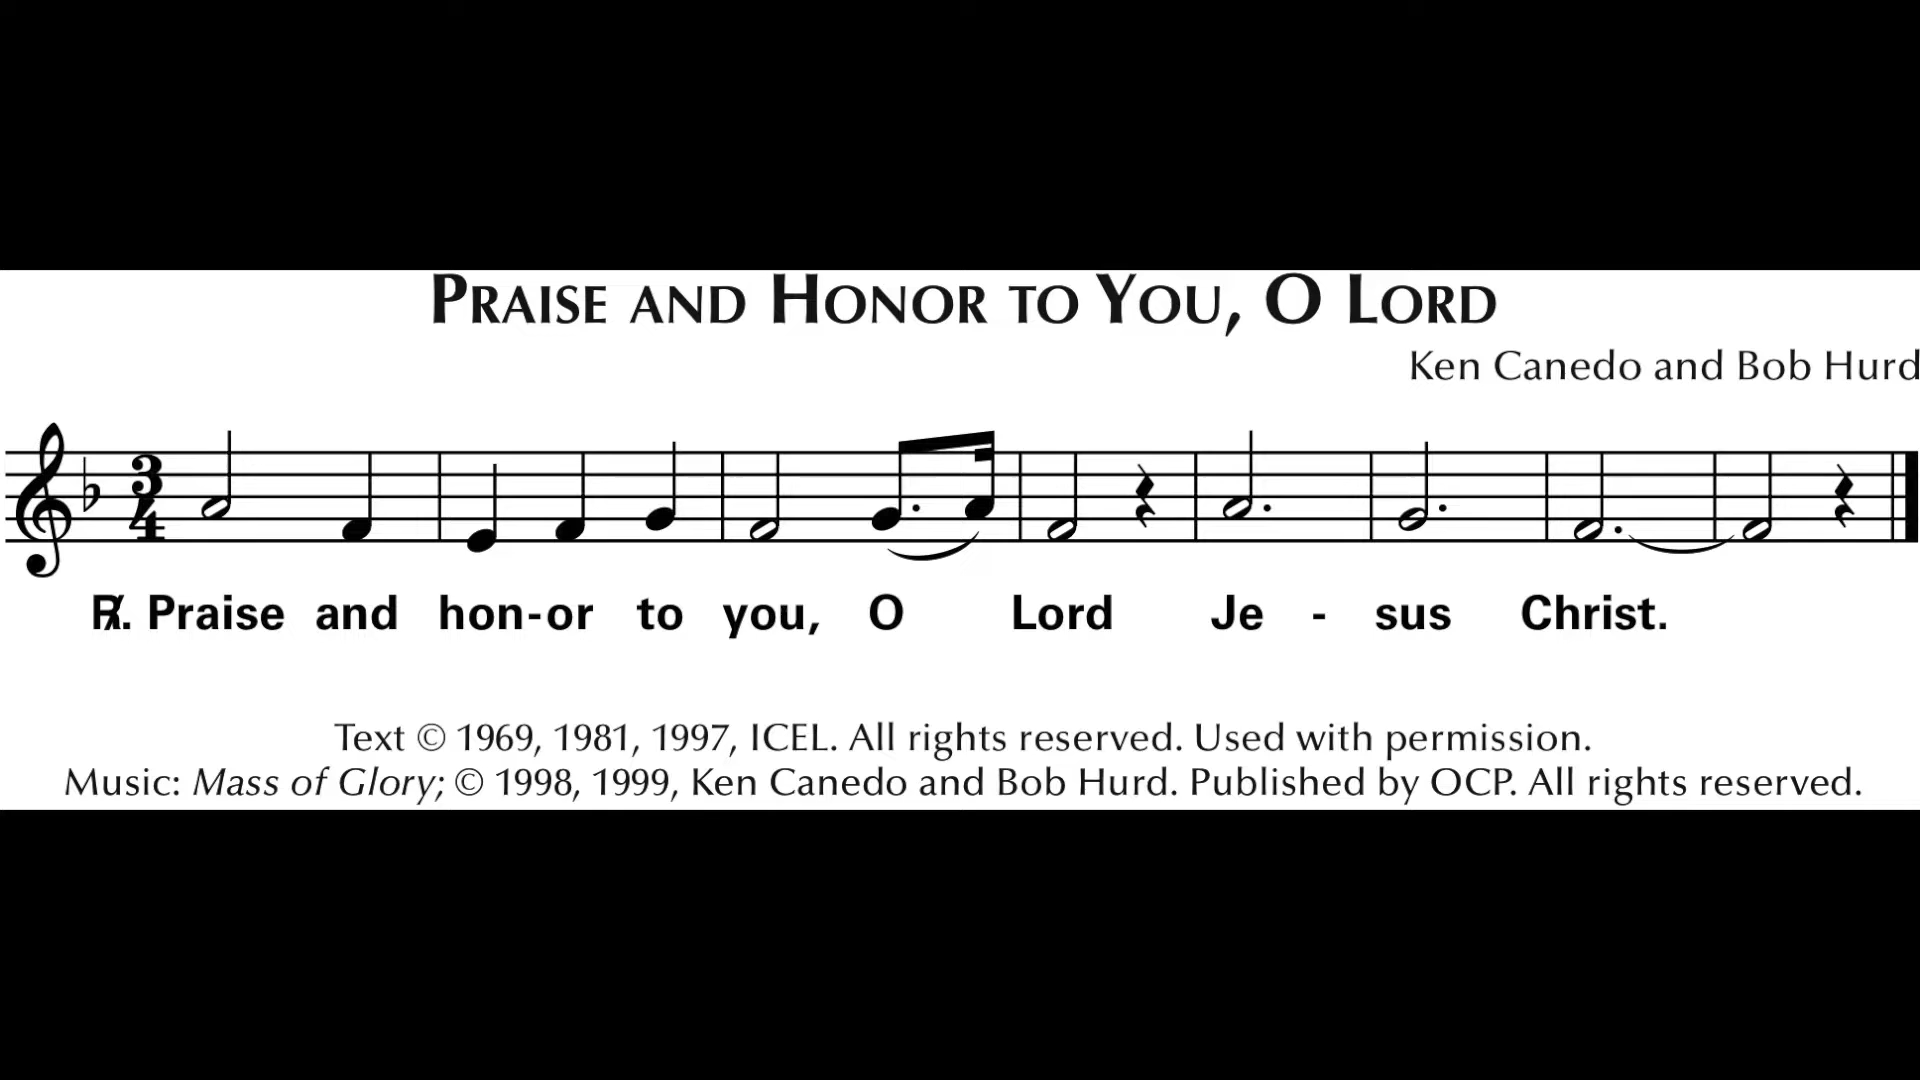 PRAISE AND HONOR TO YOU, O LORD
Ken Canedo and Bob Hurd
3
4
℟. Praise and hon-or to you, O Lord Je - sus Christ.
Text © 1969, 1981, 1997, ICEL. All rights reserved. Used with permission.
Music: Mass of Glory; © 1998, 1999, Ken Canedo and Bob Hurd. Published by OCP. All rights reserved.